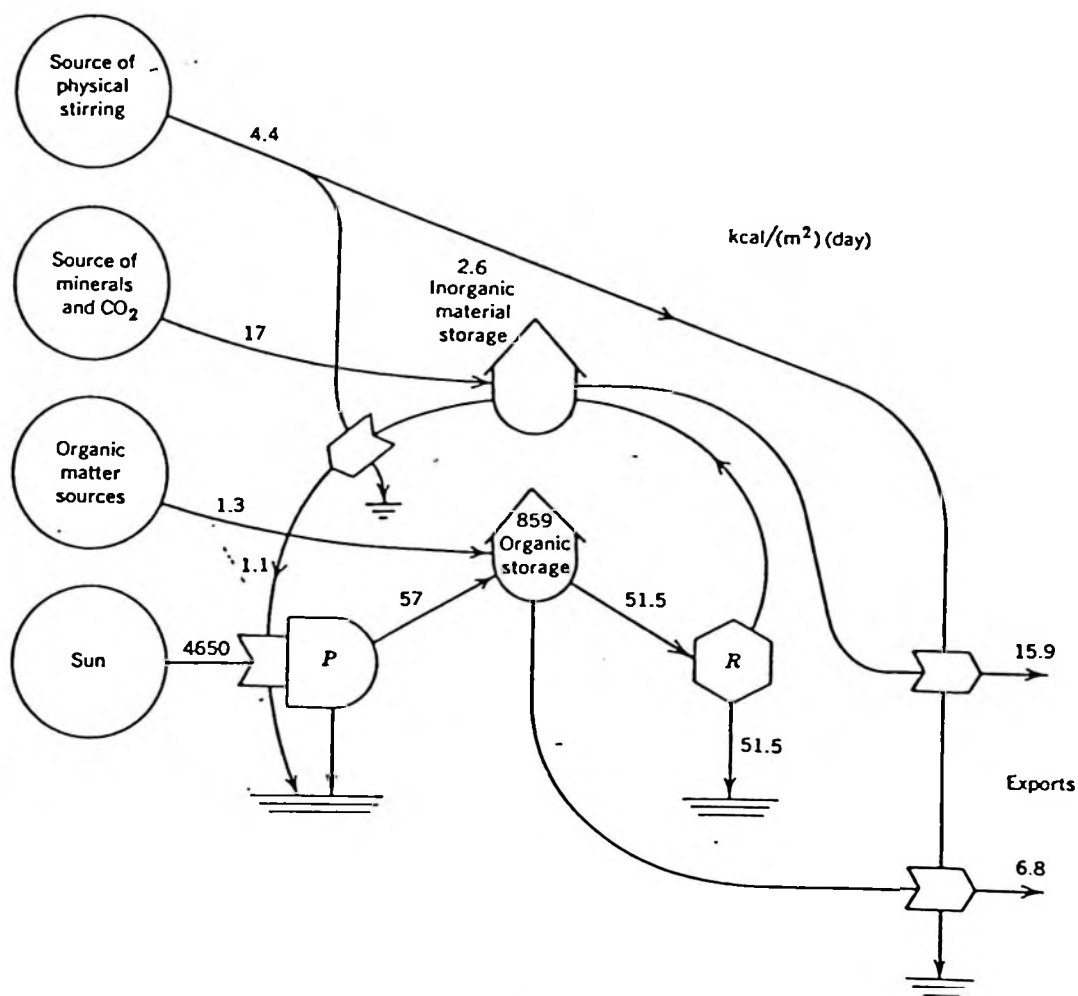 Source of
physical
stirring
4.4
kcal/(m²) (day)
Source of
minerals
and CO₂
2.6
Inorganic
material
storage
17
Organic
matter
sources
1.3
859
Organic
storage
1.1
57
51.5
Sun
4650
P
R
15.9
51.5
Exports
6.8